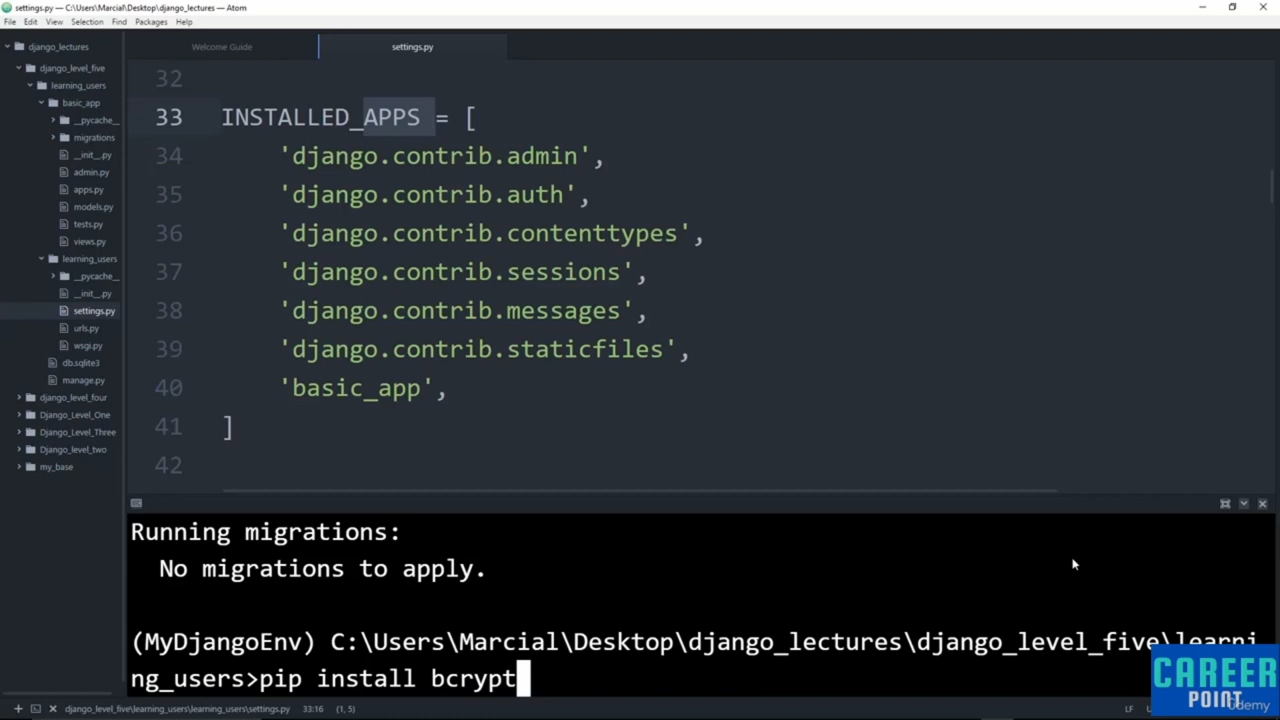 settings.py — C:\Users\Marcial\Desktop\django_lectures — Atom
File Edit View Selection Find Packages Help
django_lectures
django_level_five
learning_users
basic_app
__pycache__
migrations
__init__.py
admin.py
apps.py
models.py
tests.py
views.py
learning_users
__pycache__
__init__.py
settings.py
urls.py
wsgi.py
db.sqlite3
manage.py
django_level_four
Django_Level_One
Django_Level_Three
Django_level_two
my_base
Welcome Guide settings.py
32
33 INSTALLED_APPS = [
34 'django.contrib.admin',
35 'django.contrib.auth',
36 'django.contrib.contenttypes',
37 'django.contrib.sessions',
38 'django.contrib.messages',
39 'django.contrib.staticfiles',
40 'basic_app',
41 ]
42
Running migrations:
No migrations to apply.
(MyDjangoEnv) C:\Users\Marcial\Desktop\django_lectures\django_level_five\learni
ng_users>pip install bcrypt
django_level_five\learning_users\learning_users\settings.py 33:16 (1, 5) LF
CAREER
POINT
Udemy